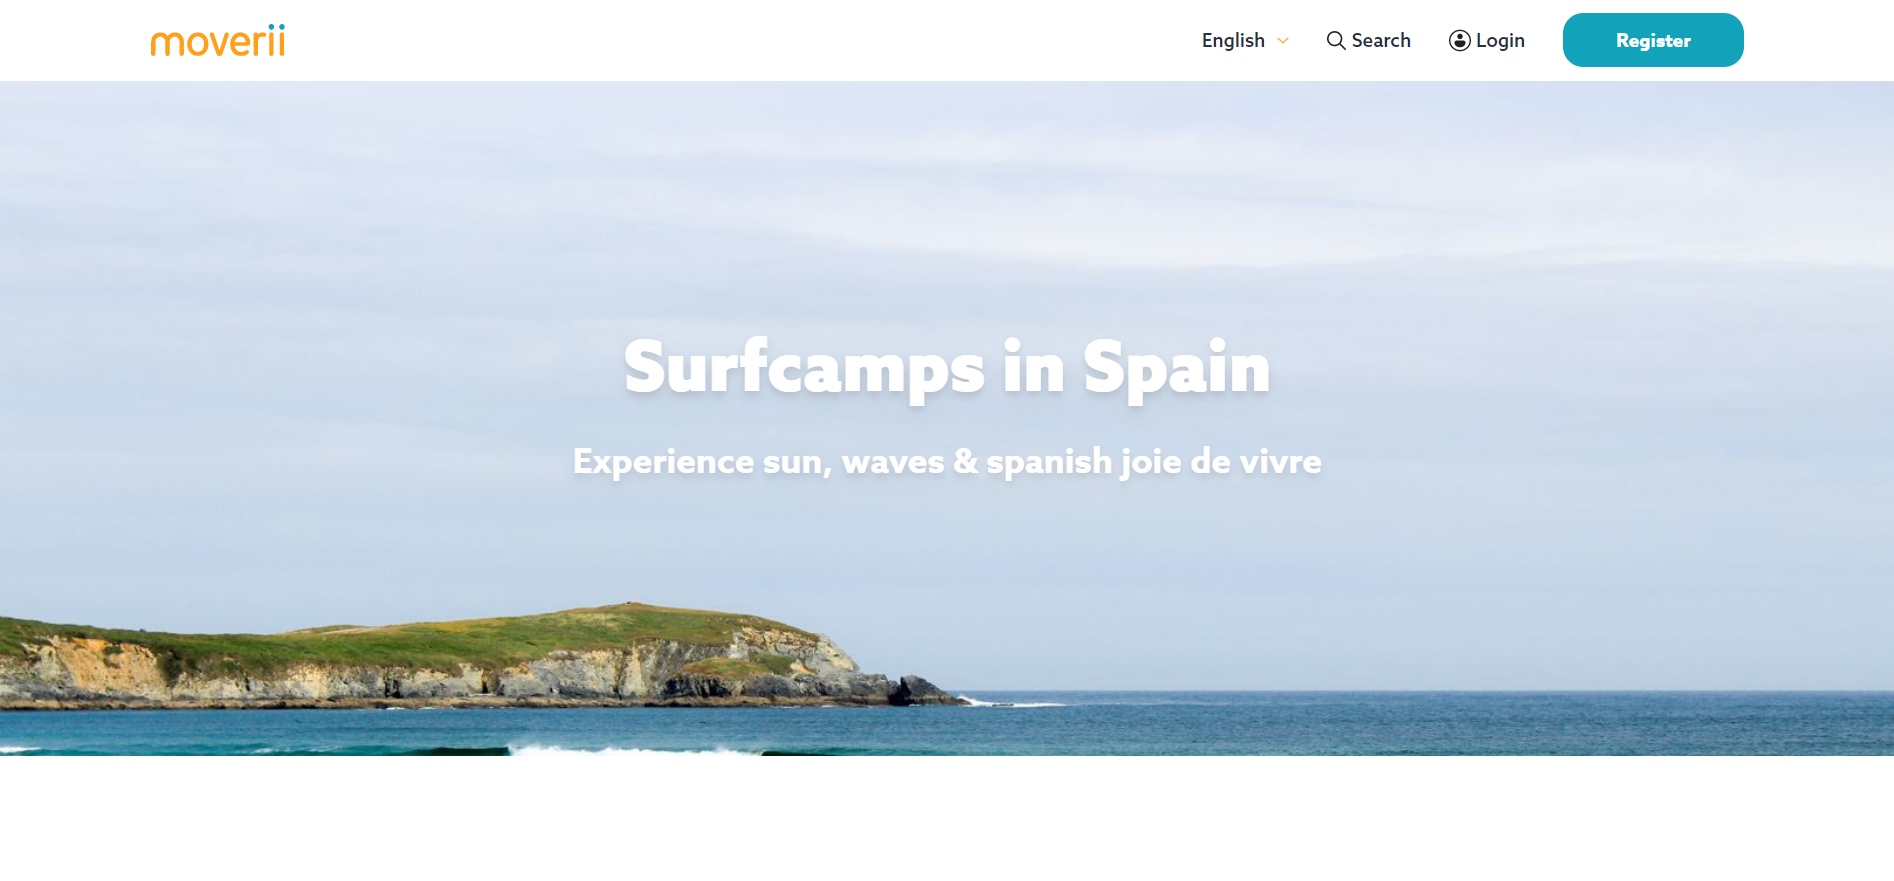 moverii
English
Search
Login
Register
Surfcamps in Spain
Experience sun, waves & spanish joie de vivre